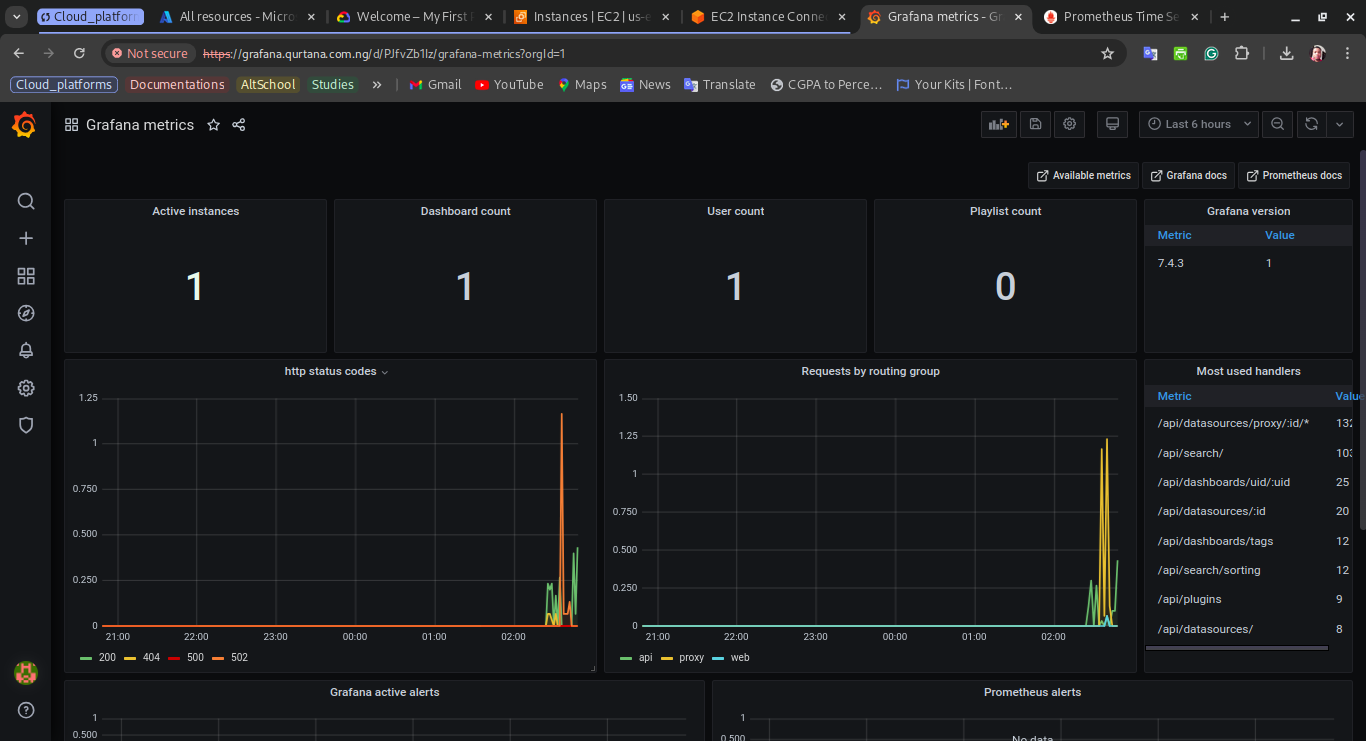 Cloud_platform
All resources - Micro
Welcome – My First
Instances | EC2 | us-e
EC2 Instance Conne
Grafana metrics - Gr
Prometheus Time Se
Not secure
https://grafana.qurtana.com.ng/d/PJfvZb1Iz/grafana-metrics?orgId=1
Cloud_platforms
Documentations
AltSchool
Studies
Gmail
YouTube
Maps
News
Translate
CGPA to Perce...
Your Kits | Font...
Grafana metrics
Last 6 hours
Available metrics
Grafana docs
Prometheus docs
Active instances
1
Dashboard count
1
User count
1
Playlist count
0
Grafana version
Metric Value
7.4.3 1
http status codes
1.25
1
0.750
0.500
0.250
0
21:00 22:00 23:00 00:00 01:00 02:00
200 404 500 502
Requests by routing group
1.50
1.25
1
0.750
0.500
0.250
0
21:00 22:00 23:00 00:00 01:00 02:00
api proxy web
Most used handlers
Metric Value
/api/datasources/proxy/:id/* 132
/api/search/ 103
/api/dashboards/uid/:uid 25
/api/datasources/:id 20
/api/dashboards/tags 12
/api/search/sorting 12
/api/plugins 9
/api/datasources/ 8
Grafana active alerts
1
0.500
Prometheus alerts
1
0.500
No data